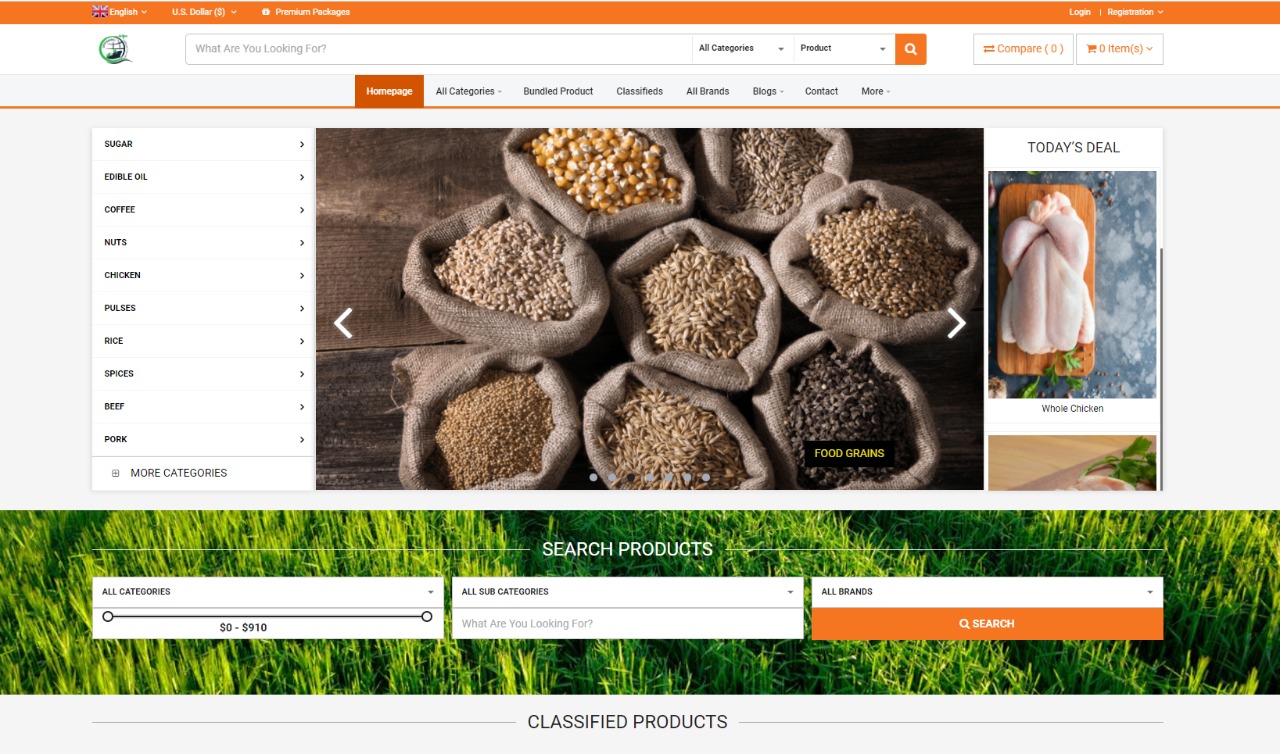 English U.S. Dollar ($) Premium Packages Login | Registration
What Are You Looking For? All Categories Product Compare ( 0 ) 0 Item(s)
Homepage All Categories Bundled Product Classifieds All Brands Blogs Contact More
SUGAR
EDIBLE OIL
COFFEE
NUTS
CHICKEN
PULSES
RICE
SPICES
BEEF
PORK
MORE CATEGORIES
FOOD GRAINS
TODAY'S DEAL
Whole Chicken
SEARCH PRODUCTS
ALL CATEGORIES ALL SUB CATEGORIES ALL BRANDS
$0 - $910 What Are You Looking For? SEARCH
CLASSIFIED PRODUCTS